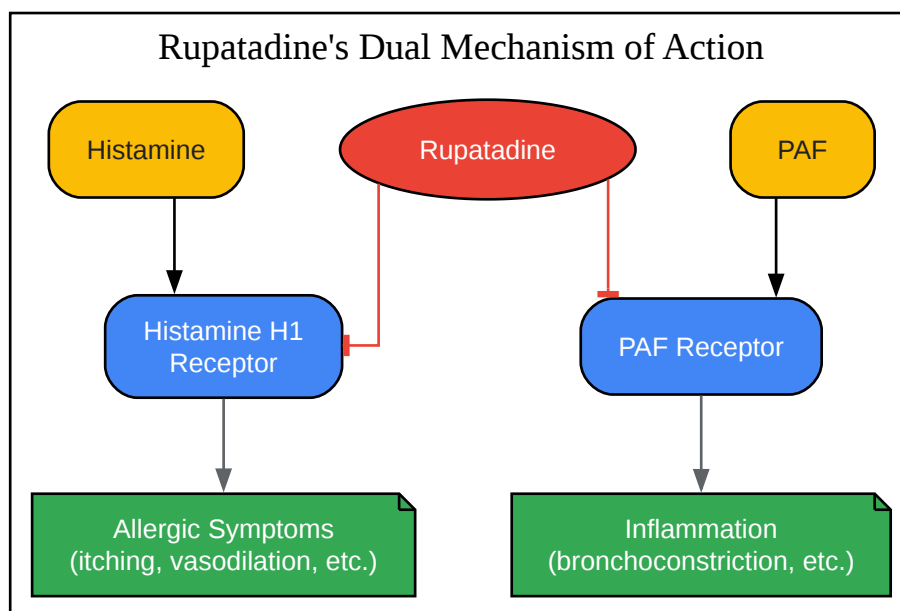 Rupatadine's Dual Mechanism of Action
Histamine
Rupatadine
PAF
Histamine H1
Receptor
PAF Receptor
Allergic Symptoms
(itching, vasodilation, etc.)
Inflammation
(bronchoconstriction, etc.)